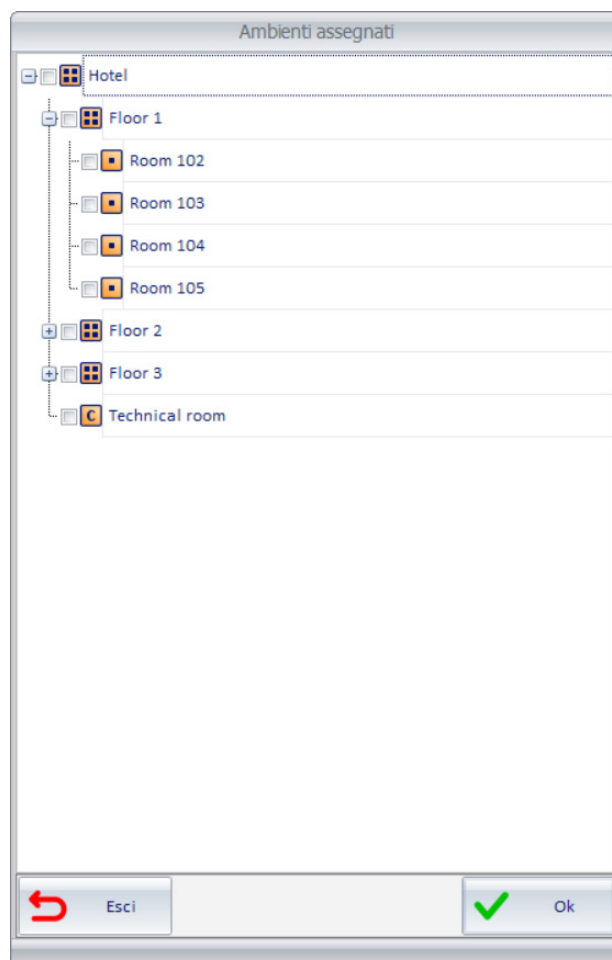 Ambienti assegnati
Hotel
Floor 1
Room 102
Room 103
Room 104
Room 105
Floor 2
Floor 3
C Technical room
Esci
Ok